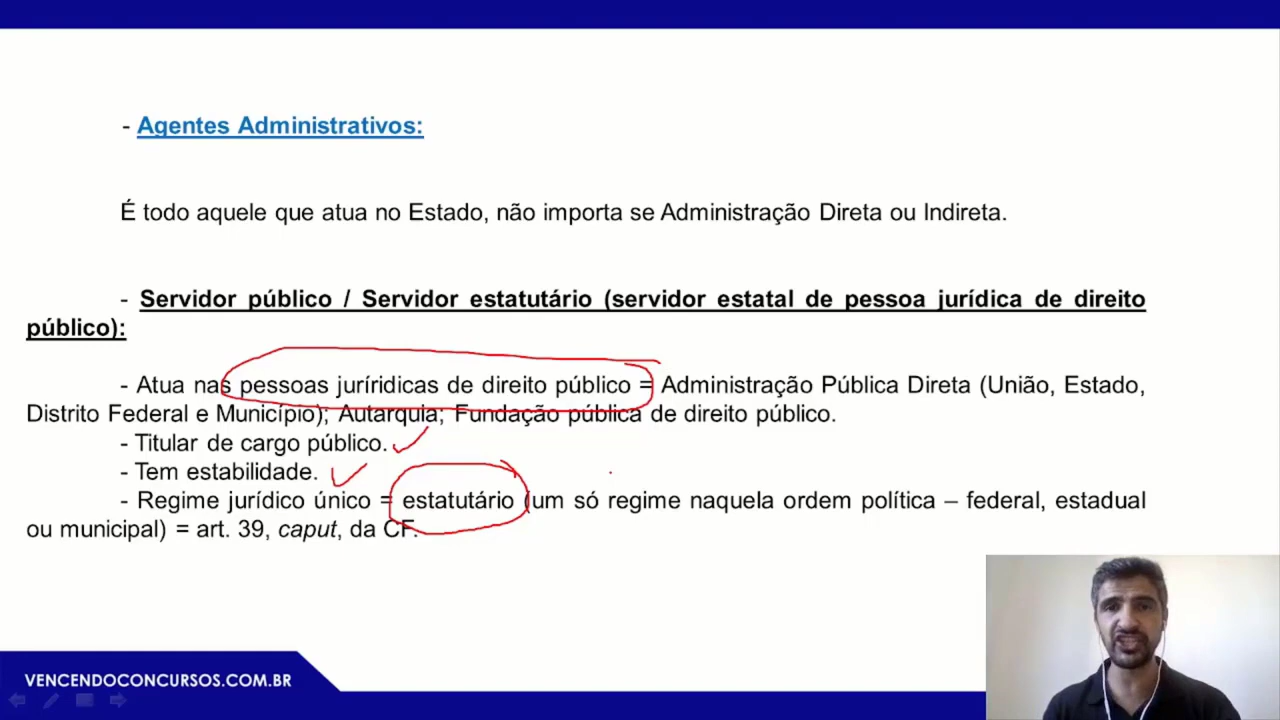 - Agentes Administrativos:
É todo aquele que atua no Estado, não importa se Administração Direta ou Indireta.
- Servidor público / Servidor estatutário (servidor estatal de pessoa jurídica de direito
público):
- Atua nas pessoas juríridicas de direito público = Administração Pública Direta (União, Estado,
Distrito Federal e Município); Autarquia; Fundação pública de direito público.
- Titular de cargo público.
- Tem estabilidade.
- Regime jurídico único = estatutário (um só regime naquela ordem política – federal, estadual
ou municipal) = art. 39, caput, da CF.
VENCENDOCONCURSOS.COM.BR